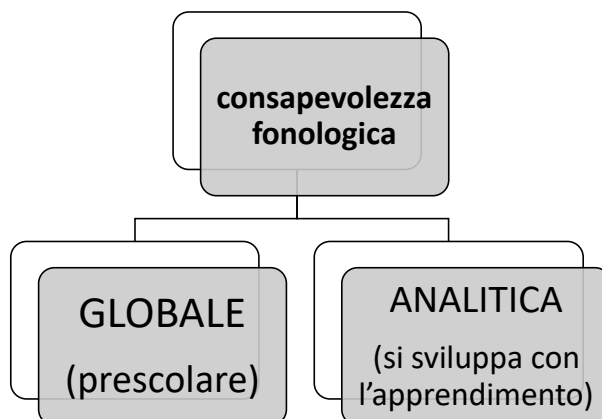 consapevolezza
fonologica
GLOBALE
(prescolare)
ANALITICA
(si sviluppa con
l’apprendimento)